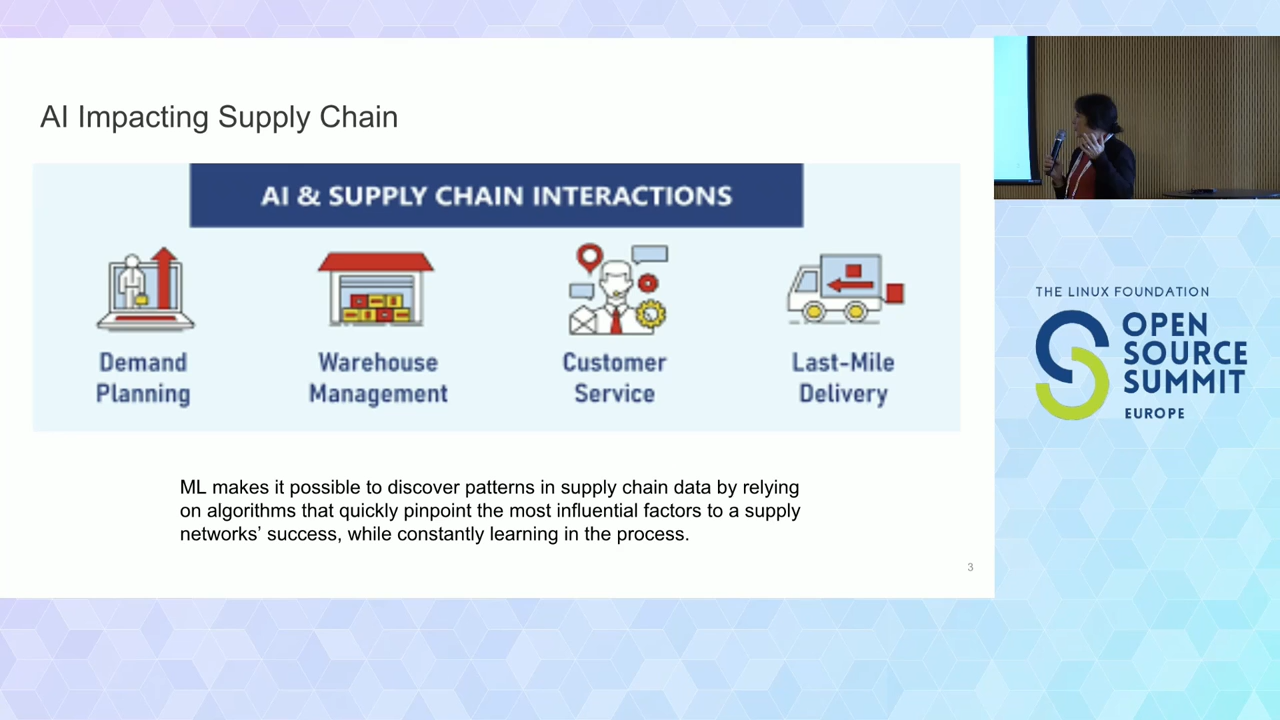 AI Impacting Supply Chain
AI & SUPPLY CHAIN INTERACTIONS
Demand
Planning
Warehouse
Management
Customer
Service
Last-Mile
Delivery
ML makes it possible to discover patterns in supply chain data by relying
on algorithms that quickly pinpoint the most influential factors to a supply
networks’ success, while constantly learning in the process.
3
THE LINUX FOUNDATION
OPEN
SOURCE
SUMMIT
EUROPE